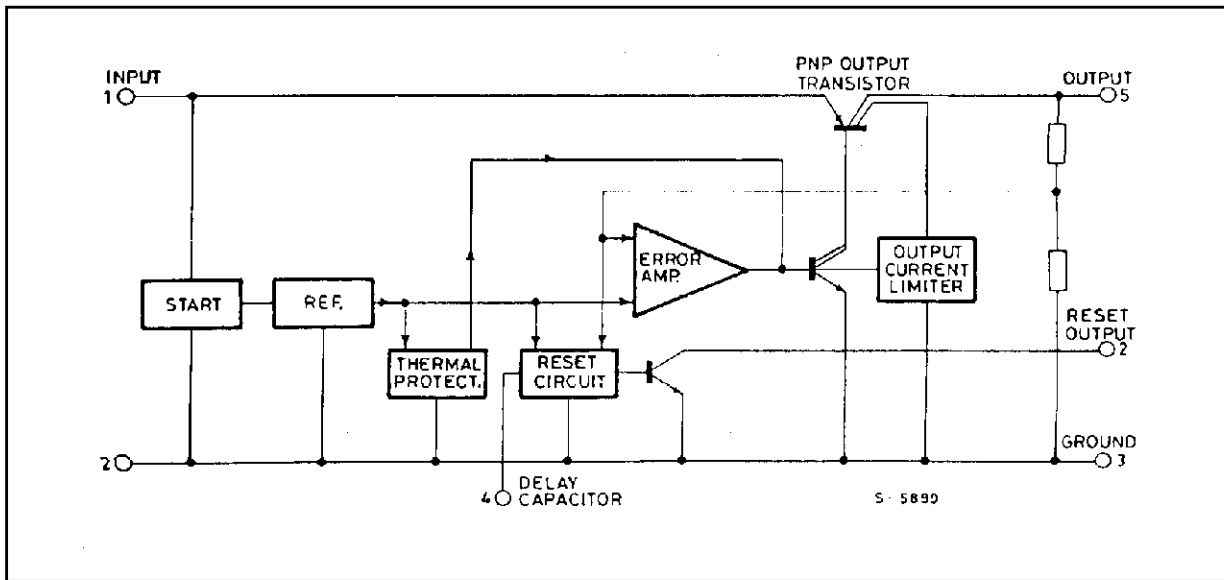 INPUT
1
PNP OUTPUT
TRANSISTOR
OUTPUT
5
ERROR
AMP.
OUTPUT
CURRENT
LIMITER
START
REF.
RESET
OUTPUT
2
THERMAL
PROTECT.
RESET
CIRCUIT
2
GROUND
3
4
DELAY
CAPACITOR
S-5890